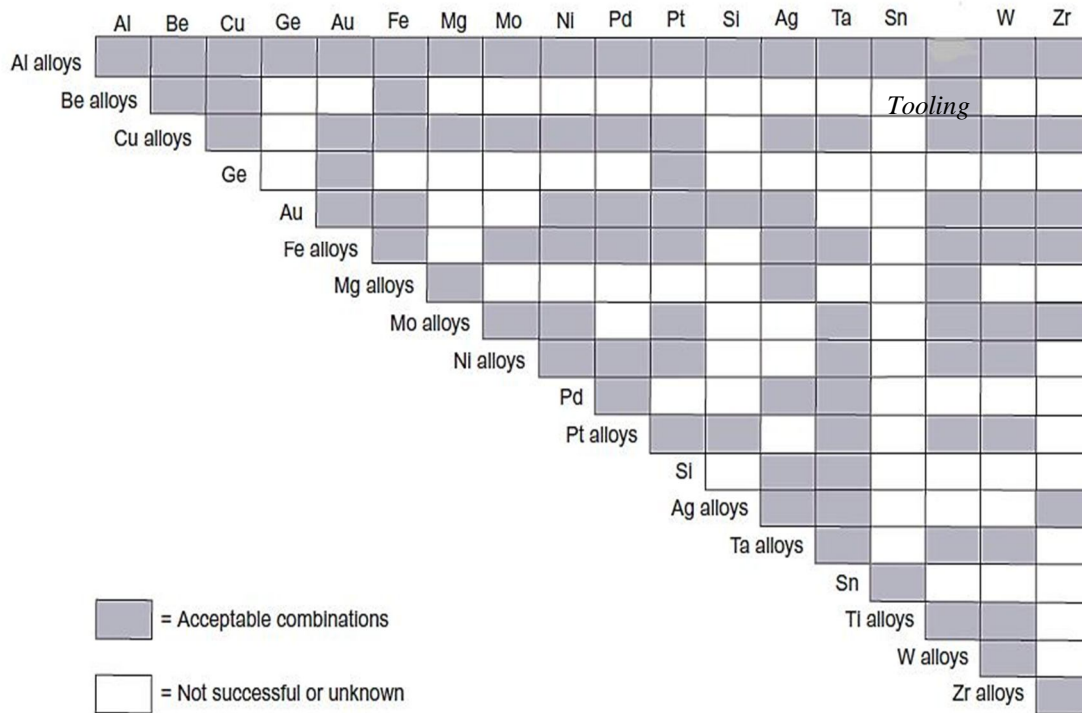 Al Be Cu Ge Au Fe Mg Mo Ni Pd Pt Si Ag Ta Sn W Zr
Al alloys
Be alloys
Tooling
Cu alloys
Ge
Au
Fe alloys
Mg alloys
Mo alloys
Ni alloys
Pd
Pt alloys
Si
Ag alloys
Ta alloys
Sn
= Acceptable combinations
Ti alloys
W alloys
= Not successful or unknown
Zr alloys